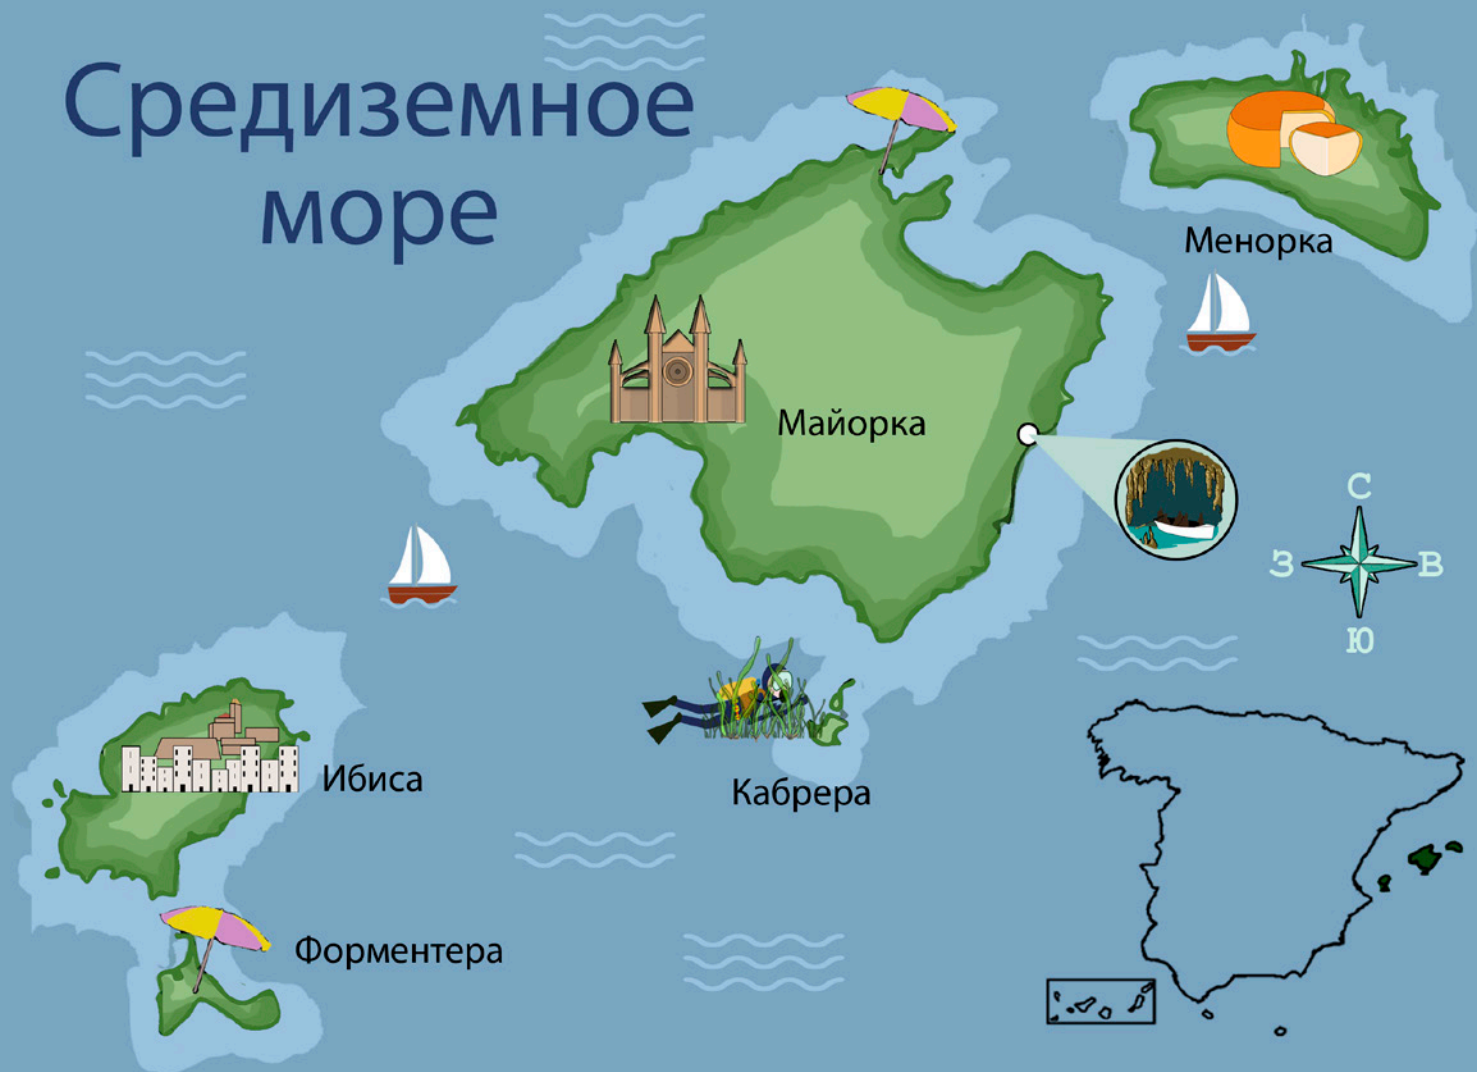 Средиземное
море
Менорка
Майорка
С
З
В
Ю
Ибиса
Кабрера
Форментера